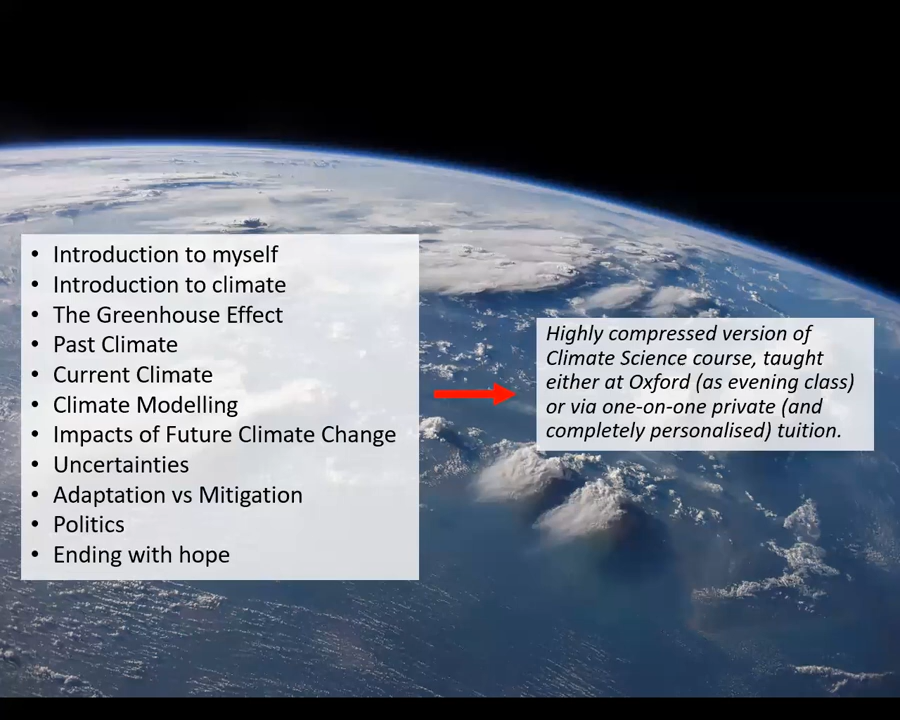 • Introduction to myself
• Introduction to climate
• The Greenhouse Effect
• Past Climate
• Current Climate
• Climate Modelling
• Impacts of Future Climate Change
• Uncertainties
• Adaptation vs Mitigation
• Politics
• Ending with hope
Highly compressed version of
Climate Science course, taught
either at Oxford (as evening class)
or via one-on-one private (and
completely personalised) tuition.